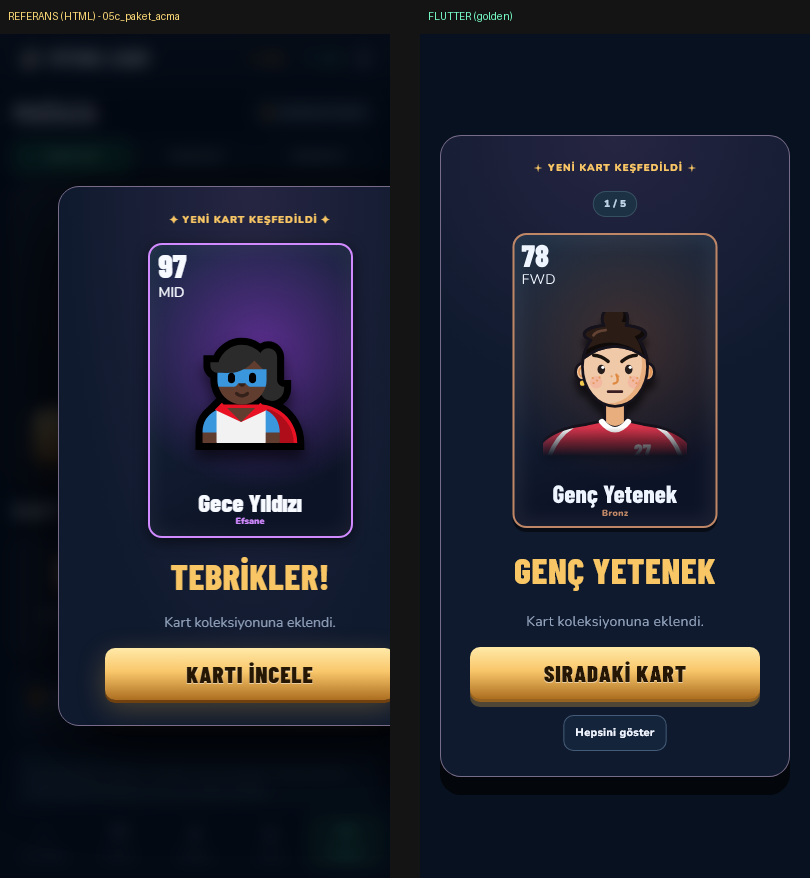 REFERANS (HTML) - 05c_paket_acma
✦ YENİ KART KEŞFEDİLDİ ✦
97
MID
Gece Yıldızı
Efsane
TEBRİKLER!
Kart koleksiyonuna eklendi.
KARTI İNCELE
FLUTTER (golden)
✦ YENİ KART KEŞFEDİLDİ ✦
1 / 5
78
FWD
27
Genç Yetenek
Bronz
GENÇ YETENEK
Kart koleksiyonuna eklendi.
SIRADAKİ KART
Hepsini göster